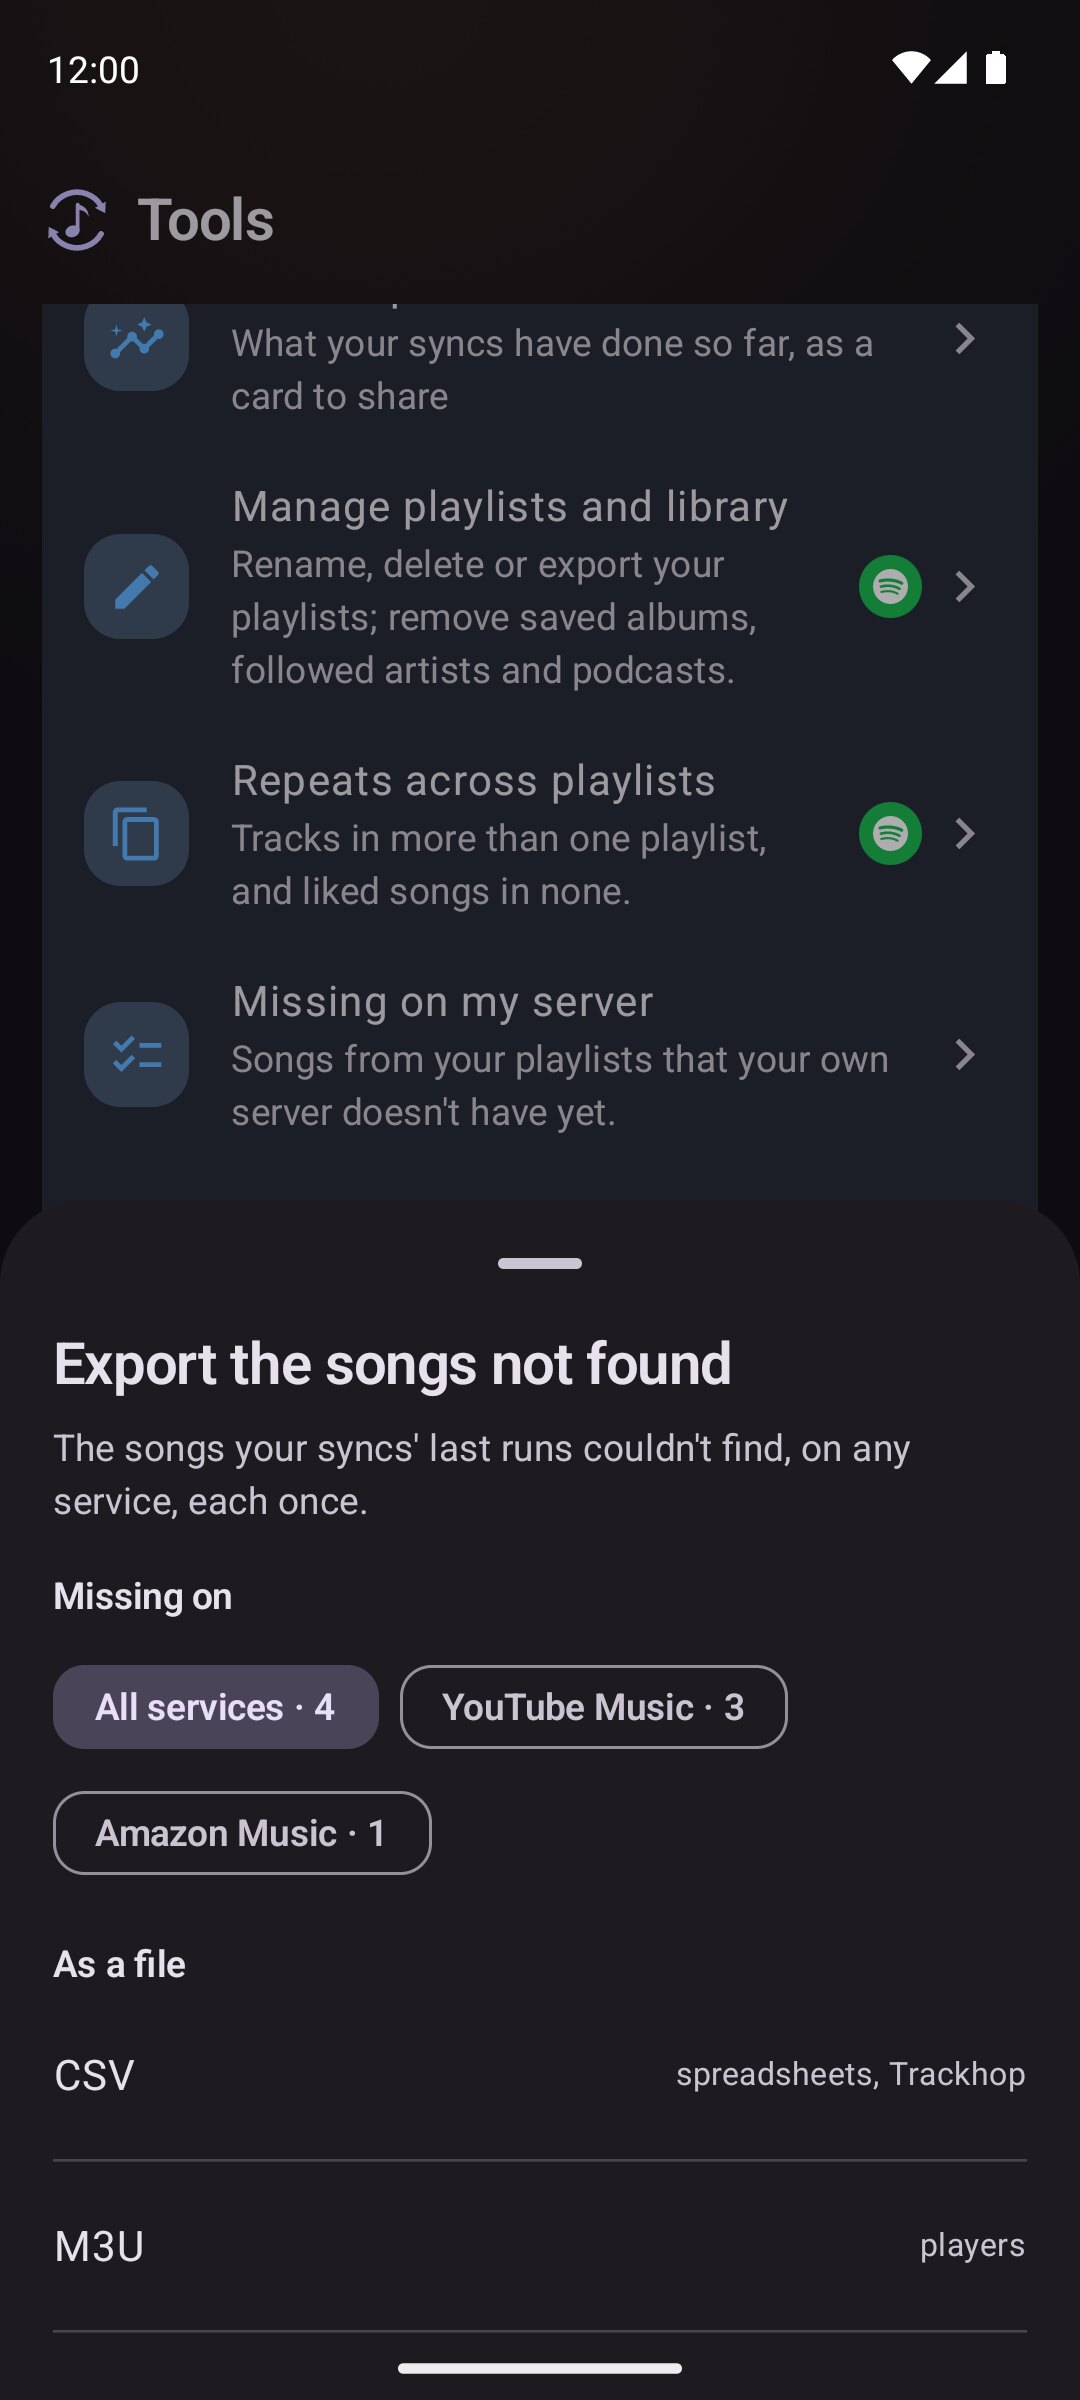 12:00
Tools
What your syncs have done so far, as a
card to share
Manage playlists and library
Rename, delete or export your
playlists; remove saved albums,
followed artists and podcasts.
Repeats across playlists
Tracks in more than one playlist,
and liked songs in none.
Missing on my server
Songs from your playlists that your own
server doesn't have yet.
Export the songs not found
The songs your syncs' last runs couldn't find, on any
service, each once.
Missing on
All services · 4
YouTube Music · 3
Amazon Music · 1
As a file
CSV
spreadsheets, Trackhop
M3U
players